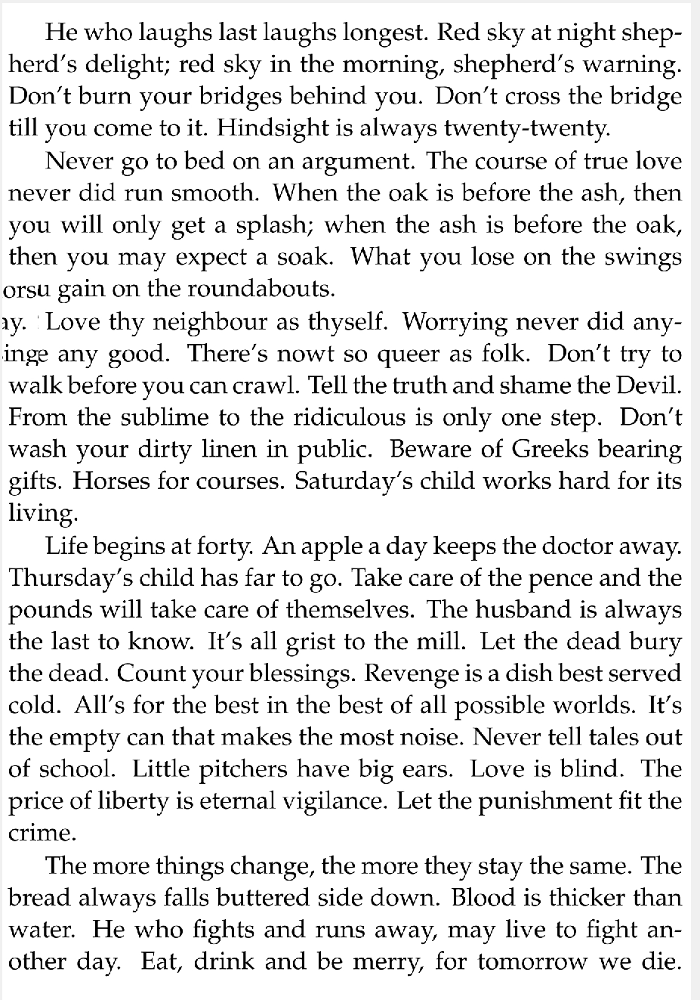 He who laughs last laughs longest. Red sky at night shep-
herd's delight; red sky in the morning, shepherd's warning.
Don't burn your bridges behind you. Don't cross the bridge
till you come to it. Hindsight is always twenty-twenty.
Never go to bed on an argument. The course of true love
never did run smooth. When the oak is before the ash, then
you will only get a splash; when the ash is before the oak,
then you may expect a soak. What you lose on the swings
orsu gain on the roundabouts.
ay. Love thy neighbour as thyself. Worrying never did any-
inge any good. There's nowt so queer as folk. Don't try to
walk before you can crawl. Tell the truth and shame the Devil.
From the sublime to the ridiculous is only one step. Don't
wash your dirty linen in public. Beware of Greeks bearing
gifts. Horses for courses. Saturday's child works hard for its
living.
Life begins at forty. An apple a day keeps the doctor away.
Thursday's child has far to go. Take care of the pence and the
pounds will take care of themselves. The husband is always
the last to know. It's all grist to the mill. Let the dead bury
the dead. Count your blessings. Revenge is a dish best served
cold. All's for the best in the best of all possible worlds. It's
the empty can that makes the most noise. Never tell tales out
of school. Little pitchers have big ears. Love is blind. The
price of liberty is eternal vigilance. Let the punishment fit the
crime.
The more things change, the more they stay the same. The
bread always falls buttered side down. Blood is thicker than
water. He who fights and runs away, may live to fight an-
other day. Eat, drink and be merry, for tomorrow we die.